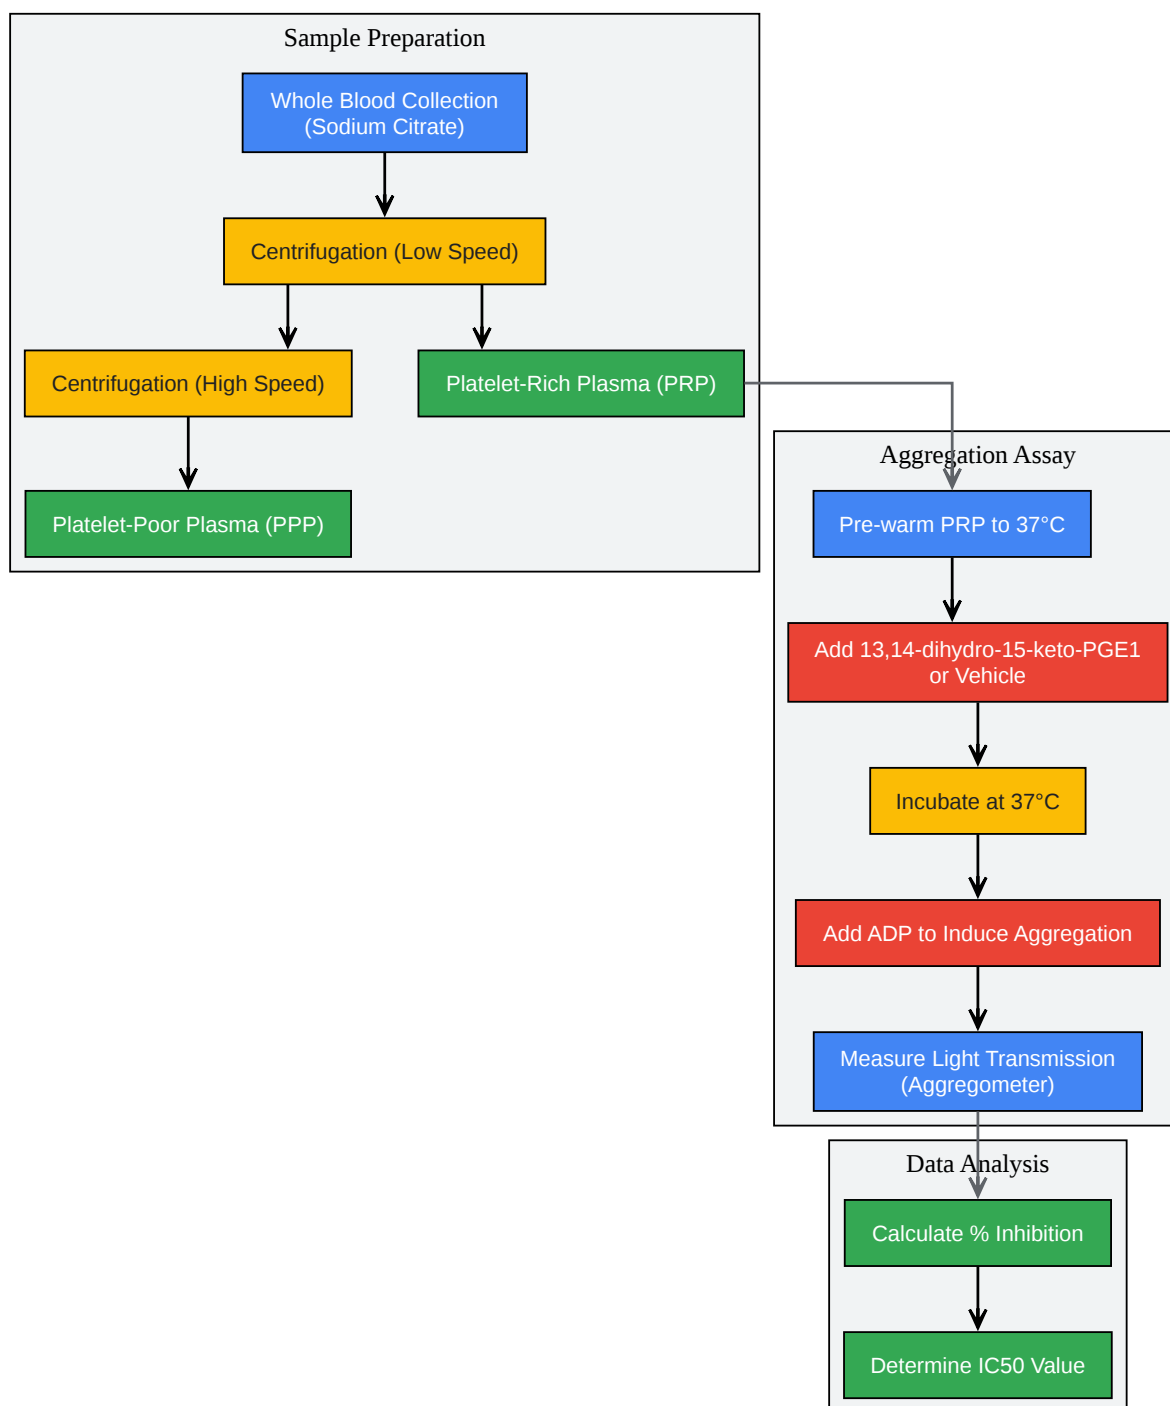 Sample Preparation
Whole Blood Collection
(Sodium Citrate)
Centrifugation (Low Speed)
Centrifugation (High Speed)
Platelet-Rich Plasma (PRP)
Platelet-Poor Plasma (PPP)
Aggregation Assay
Pre-warm PRP to 37°C
Add 13,14-dihydro-15-keto-PGE1
or Vehicle
Incubate at 37°C
Add ADP to Induce Aggregation
Measure Light Transmission
(Aggregometer)
Data Analysis
Calculate % Inhibition
Determine IC50 Value